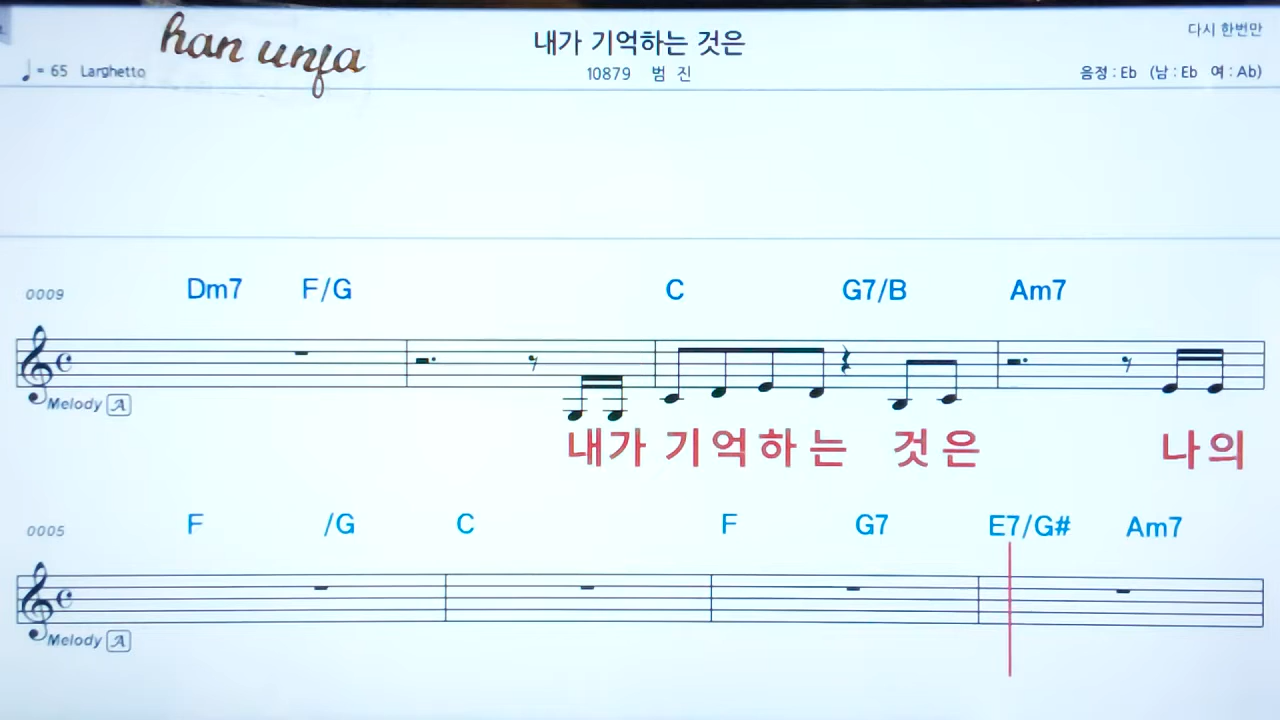 han unja
내가 기억하는 것은
다시 한번만
♩= 65 Larghetto
10879 범 진
음정 : Eb (남 : Eb 여 : Ab)
0009 Dm7 F/G C G7/B Am7
Melody A
내가 기억하는 것은 나의
0005 F /G C F G7 E7/G# Am7
Melody A